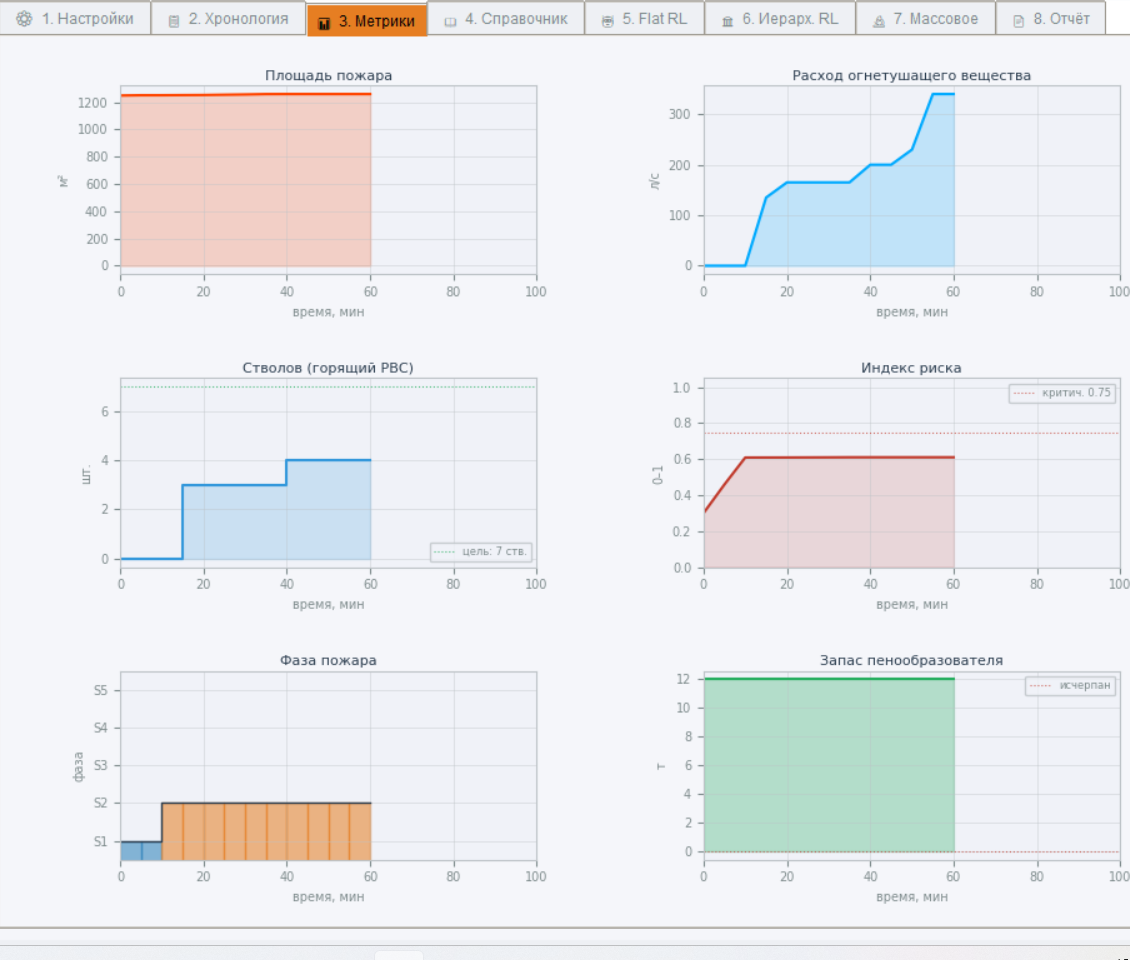 1. Настройки
2. Хронология
3. Метрики
4. Справочник
5. Flat RL
6. Иерарх. RL
7. Массовое
8. Отчёт
Площадь пожара
1200
1000
800
600
400
200
0
м²
0 20 40 60 80 100
время, мин
Расход огнетушащего вещества
300
200
100
0
л/с
0 20 40 60 80 100
время, мин
Стволов (горящий РВС)
6
4
2
0
шт.
цель: 7 ств.
0 20 40 60 80 100
время, мин
Индекс риска
1.0
0.8
0.6
0.4
0.2
0.0
0–1
критич. 0.75
0 20 40 60 80 100
время, мин
Фаза пожара
S5
S4
S3
S2
S1
фаза
0 20 40 60 80 100
время, мин
Запас пенообразователя
12
10
8
6
4
2
0
т
исчерпан
0 20 40 60 80 100
время, мин